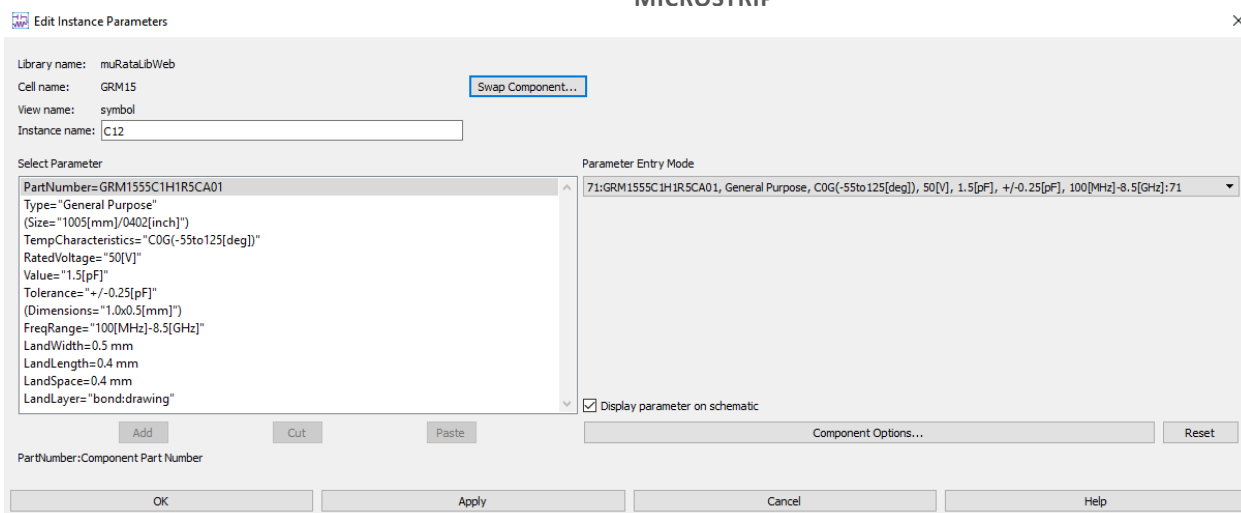 MICROSTRIP
Edit Instance Parameters
Library name: muRataLibWeb
Cell name: GRM15
Swap Component...
View name: symbol
Instance name: C12
Select Parameter
Parameter Entry Mode
PartNumber=GRM1555C1H1R5CA01
71:GRM1555C1H1R5CA01, General Purpose, C0G(-55to125[deg]), 50[V], 1.5[pF], +/-0.25[pF], 100[MHz]-8.5[GHz]:71
Type="General Purpose"
(Size="1005[mm]/0402[inch]")
TempCharacteristics="C0G(-55to125[deg])"
RatedVoltage="50[V]"
Value="1.5[pF]"
Tolerance="+/-0.25[pF]"
(Dimensions="1.0x0.5[mm]")
FreqRange="100[MHz]-8.5[GHz]"
LandWidth=0.5 mm
LandLength=0.4 mm
LandSpace=0.4 mm
LandLayer="bond:drawing"
Display parameter on schematic
Add Cut Paste
Component Options... Reset
PartNumber:Component Part Number
OK Apply Cancel Help